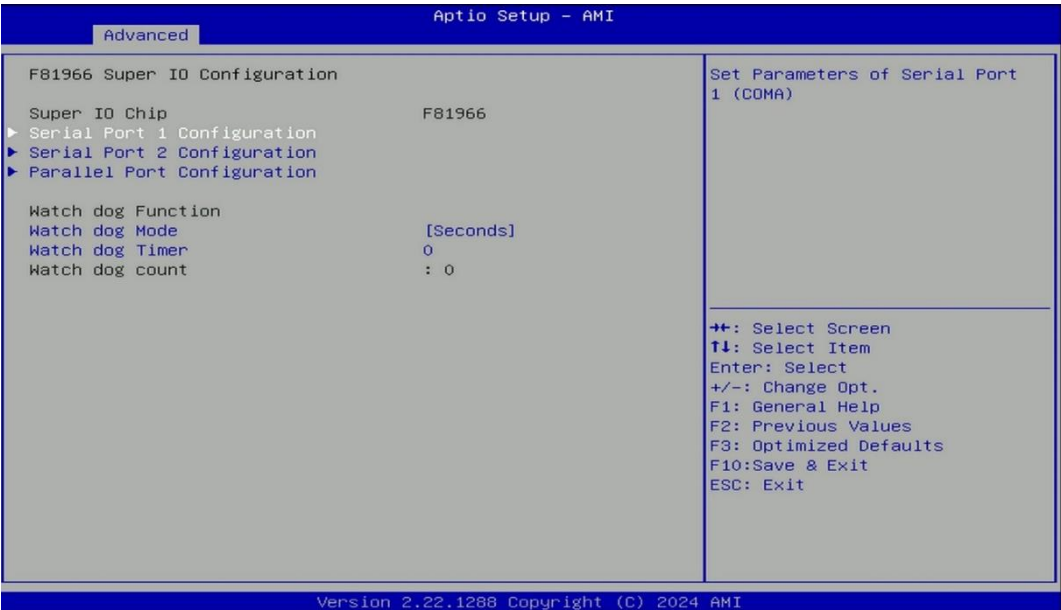 Aptio Setup – AMI
Advanced
F81966 Super IO Configuration
Super IO Chip F81966
► Serial Port 1 Configuration
► Serial Port 2 Configuration
► Parallel Port Configuration
Watch dog Function
Watch dog Mode [Seconds]
Watch dog Timer 0
Watch dog count : 0
Set Parameters of Serial Port
1 (COMA)
→←: Select Screen
↑↓: Select Item
Enter: Select
+/-: Change Opt.
F1: General Help
F2: Previous Values
F3: Optimized Defaults
F10:Save & Exit
ESC: Exit
Version 2.22.1288 Copyright (C) 2024 AMI